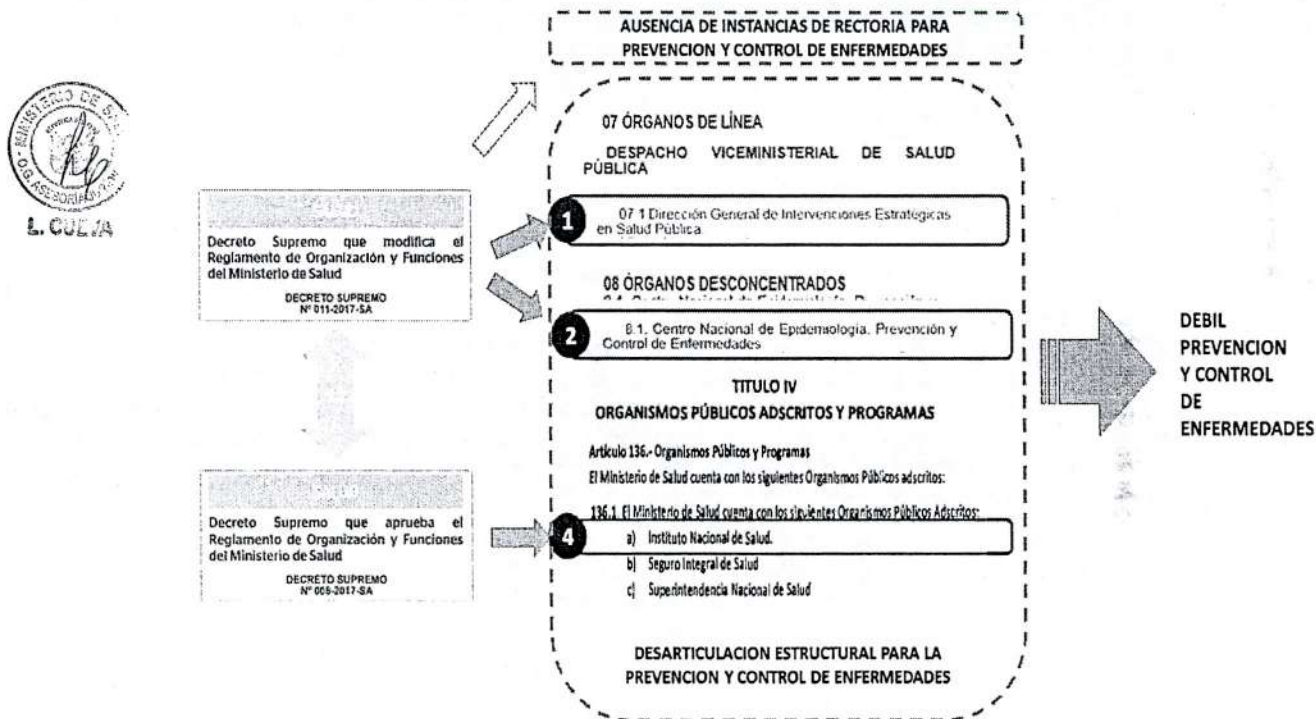 AUSENCIA DE INSTANCIAS DE RECTORIA PARA
PREVENCION Y CONTROL DE ENFERMEDADES
MINISTERIO DE
L. CUEVA
07 ÓRGANOS DE LÍNEA
DESPACHO VICEMINISTERIAL DE SALUD
PÚBLICA
1
07.1 Dirección General de Intervenciones Estratégicas
en Salud Pública.
Decreto Supremo que modifica el
Reglamento de Organización y Funciones
del Ministerio de Salud
DECRETO SUPREMO
N° 011-2017-SA
08 ÓRGANOS DESCONCENTRADOS
2
8.1. Centro Nacional de Epidemiología, Prevención y
Control de Enfermedades
TITULO IV
ORGANISMOS PÚBLICOS ADSCRITOS Y PROGRAMAS
Artículo 136.- Organismos Públicos y Programas
El Ministerio de Salud cuenta con los siguientes Organismos Públicos adscritos:
136.1 El Ministerio de Salud cuenta con los siguientes Organismos Públicos Adscritos:
4
a) Instituto Nacional de Salud.
b) Seguro Integral de Salud
c) Superintendencia Nacional de Salud
Decreto Supremo que aprueba el
Reglamento de Organización y Funciones
del Ministerio de Salud
DECRETO SUPREMO
N° 008-2017-SA
DESARTICULACION ESTRUCTURAL PARA LA
PREVENCION Y CONTROL DE ENFERMEDADES
DEBIL
PREVENCION
Y CONTROL
DE
ENFERMEDADES